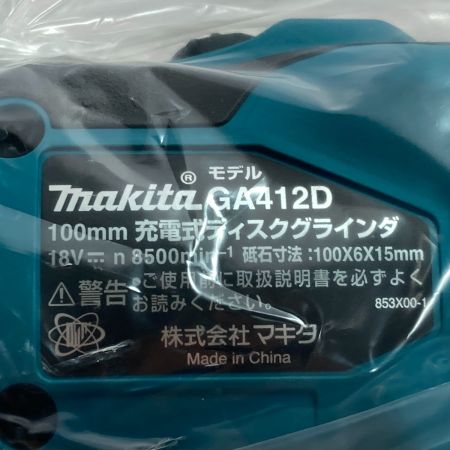 モデル
makita® GA412D
100mm 充電式ディスクグラインダ
18V⎓ n 8500min⁻¹ 砥石寸法:100X6X15mm
⚠警告 ご使用前に取扱説明書を必ずよく
お読みください。
853X00-1
株式会社 マキタ
Made in China